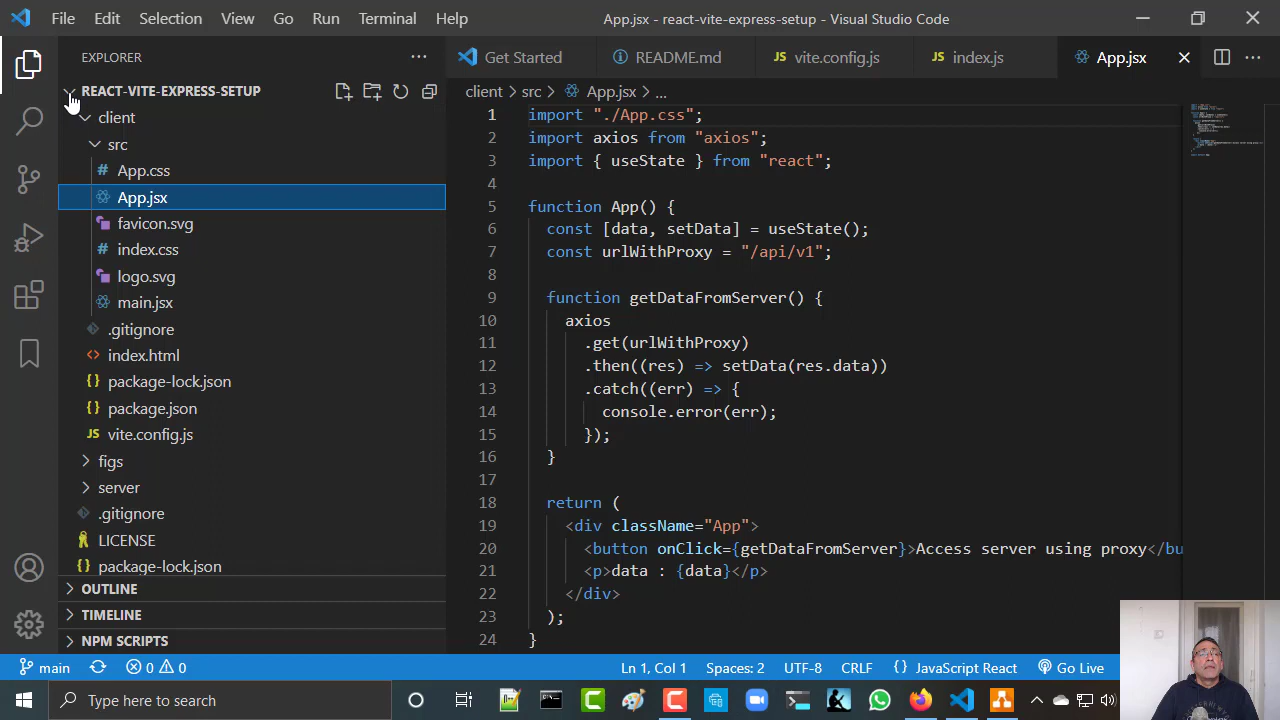 File Edit Selection View Go Run Terminal Help
App.jsx - react-vite-express-setup - Visual Studio Code
EXPLORER
REACT-VITE-EXPRESS-SETUP
client
src
# App.css
App.jsx
favicon.svg
# index.css
logo.svg
main.jsx
.gitignore
<> index.html
{} package-lock.json
{} package.json
JS vite.config.js
figs
server
.gitignore
LICENSE
{} package-lock.json
OUTLINE
TIMELINE
NPM SCRIPTS
Get Started README.md JS vite.config.js JS index.js App.jsx
client > src > App.jsx > ...
1 import "./App.css";
2 import axios from "axios";
3 import { useState } from "react";
4
5 function App() {
6 const [data, setData] = useState();
7 const urlWithProxy = "/api/v1";
8
9 function getDataFromServer() {
10 axios
11 .get(urlWithProxy)
12 .then((res) => setData(res.data))
13 .catch((err) => {
14 console.error(err);
15 });
16 }
17
18 return (
19 <div className="App">
20 <button onClick={getDataFromServer}>Access server using proxy</bu
21 <p>data : {data}</p>
22 </div>
23 );
24 }
main 0 0 Ln 1, Col 1 Spaces: 2 UTF-8 CRLF {} JavaScript React Go Live
Type here to search